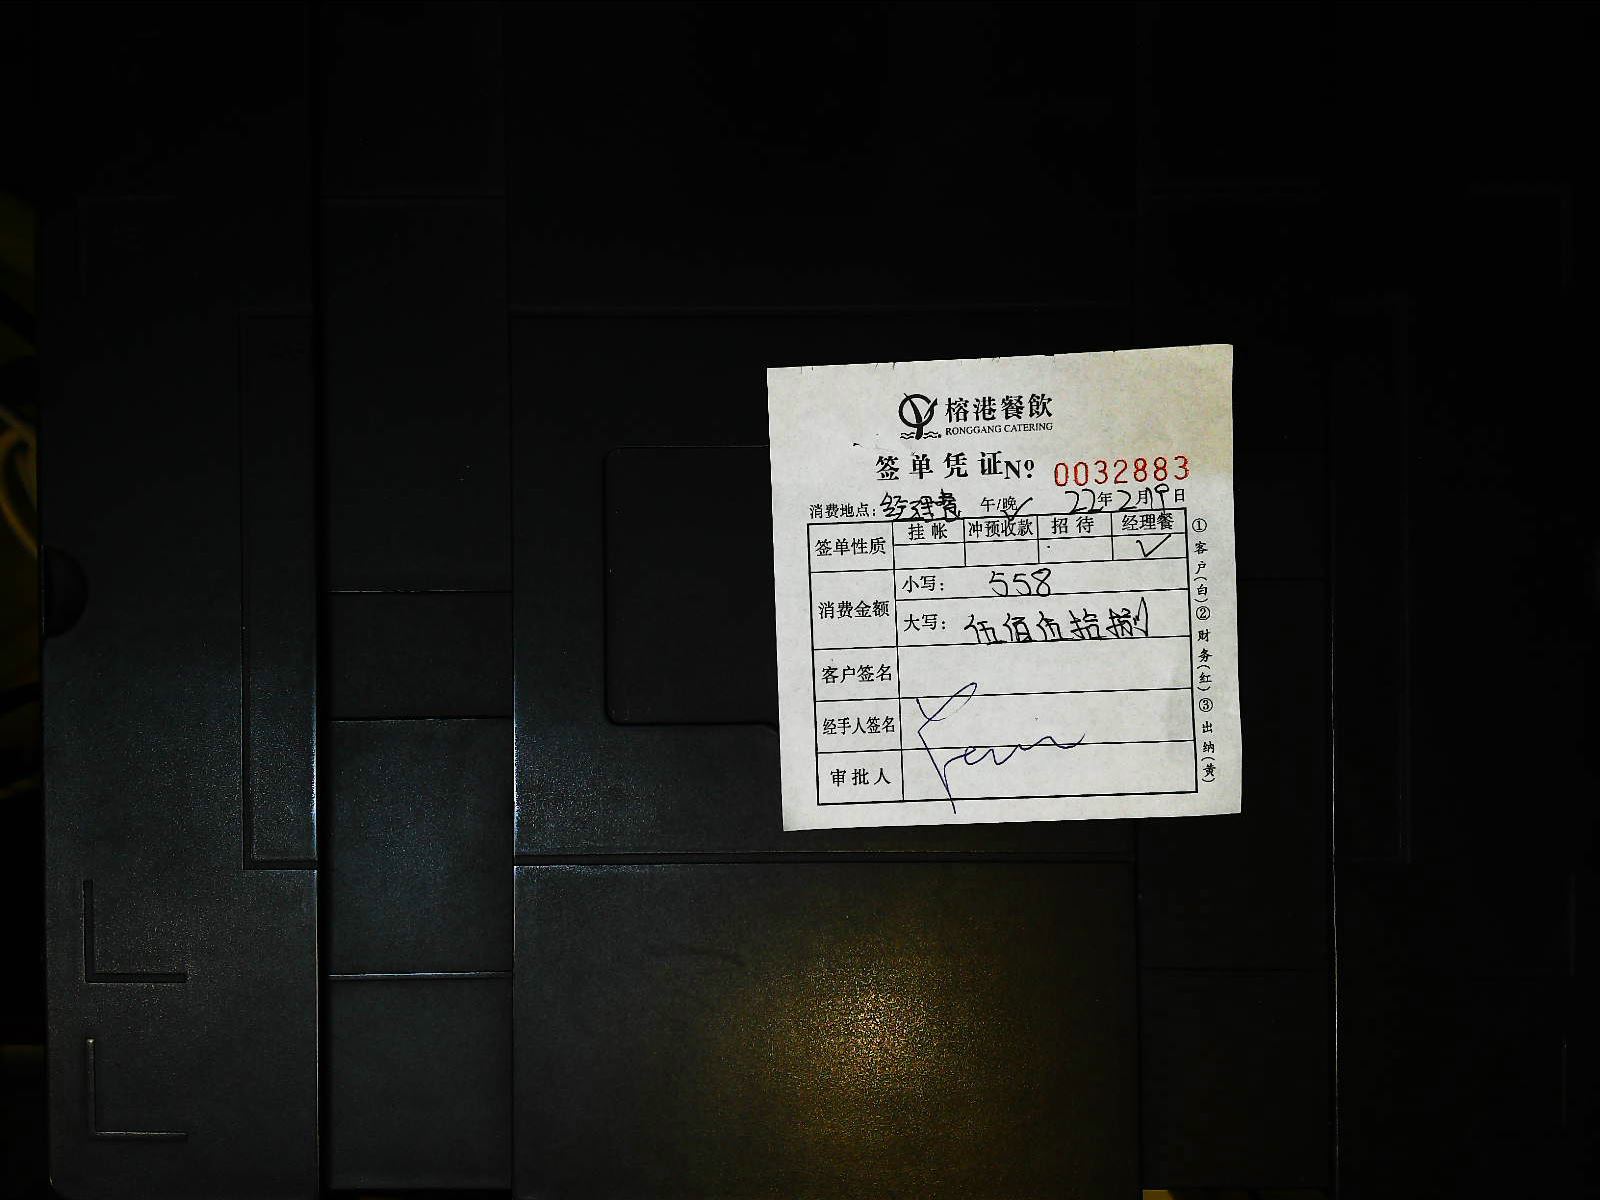 榕港餐飲
RONGGANG CATERING
签单凭证№ 0032883
消费地点：经理餐 午/晚✓ 22年2月19日
签单性质 挂帐 冲预收款 招待 经理餐
✓
消费金额 小写：558
大写：伍佰伍拾捌
客户签名
经手人签名
审批人
①客户(白)②财务(红)③出纳(黄)